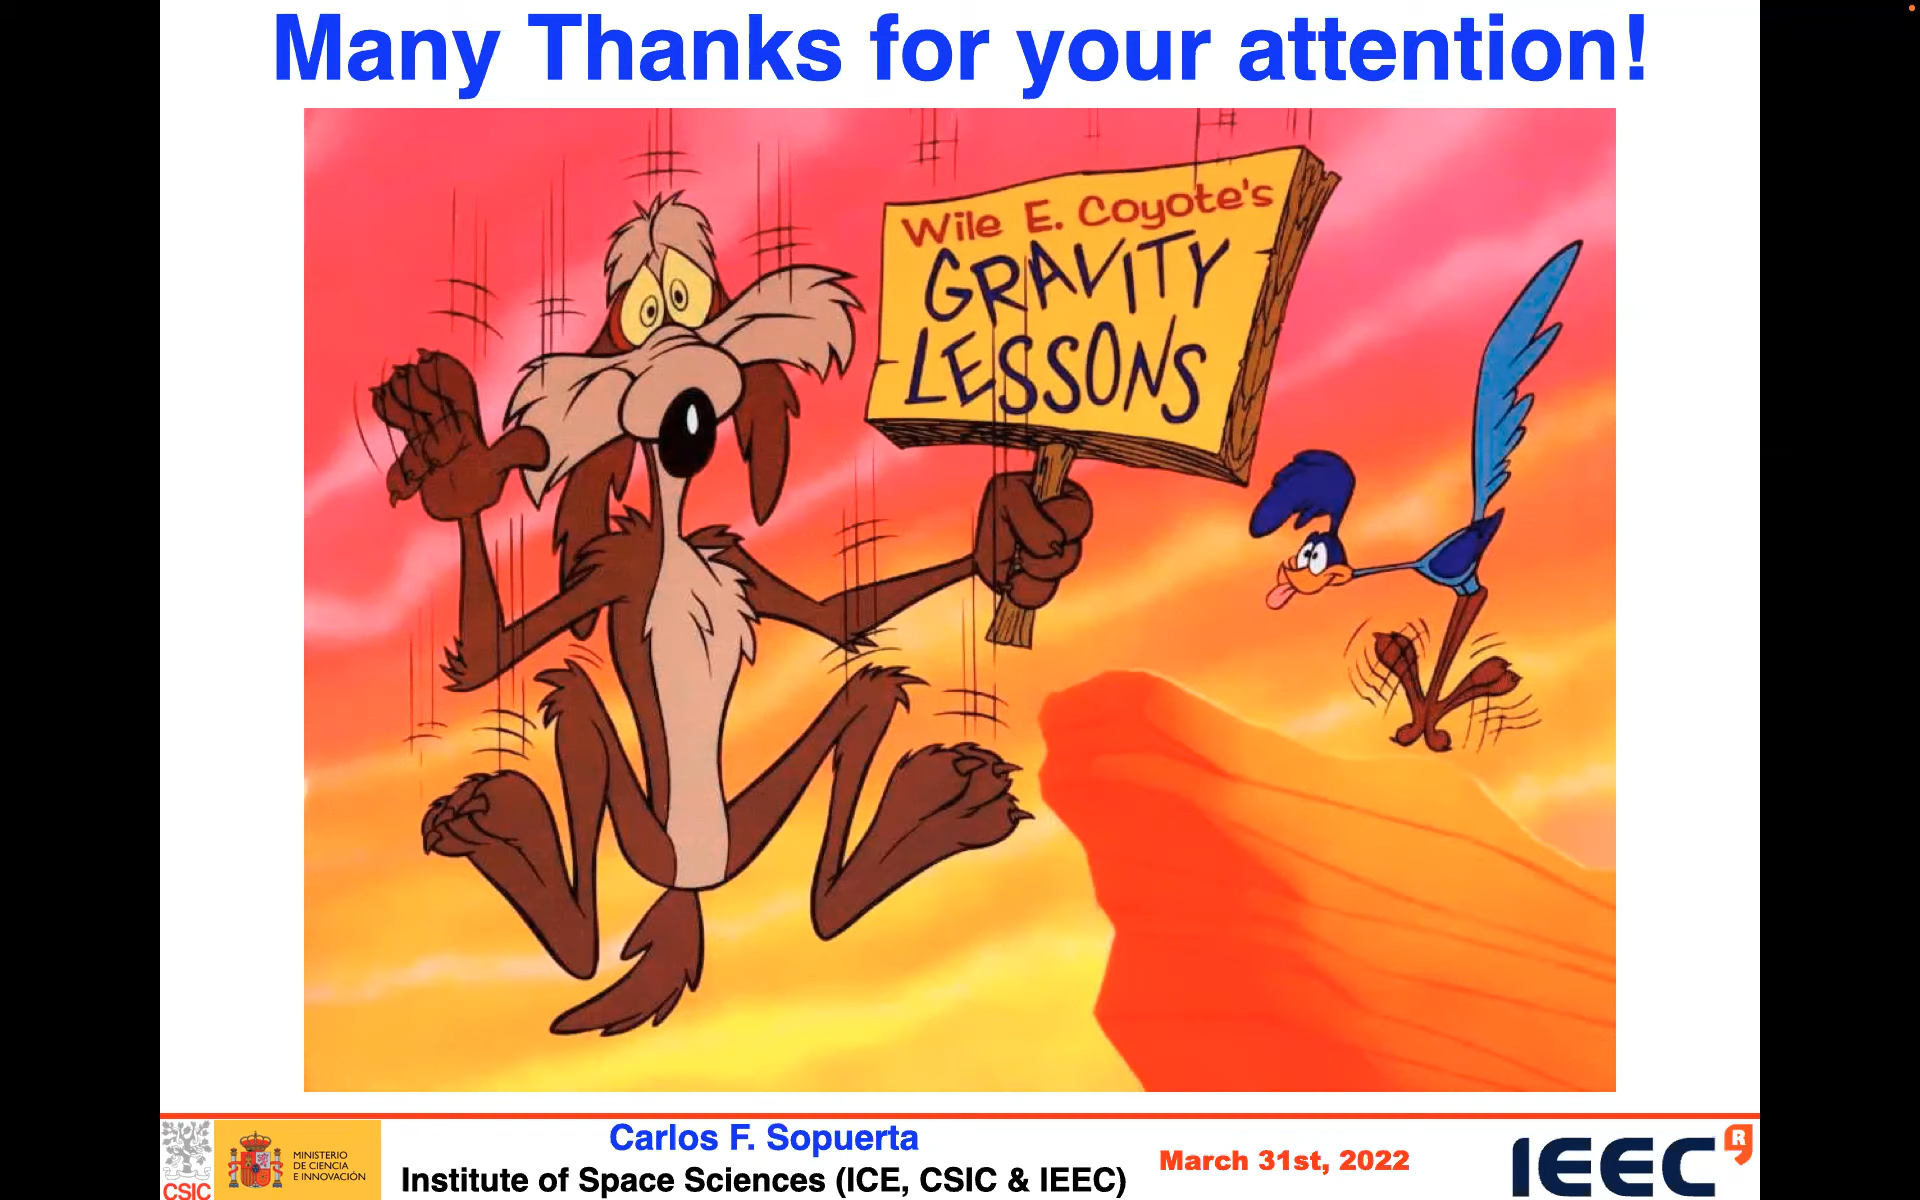 Many Thanks for your attention!
Wile E. Coyote's
GRAVITY
LESSONS
CSIC
MINISTERIO
DE CIENCIA
E INNOVACIÓN
Carlos F. Sopuerta
Institute of Space Sciences (ICE, CSIC & IEEC)
March 31st, 2022
IEEC R